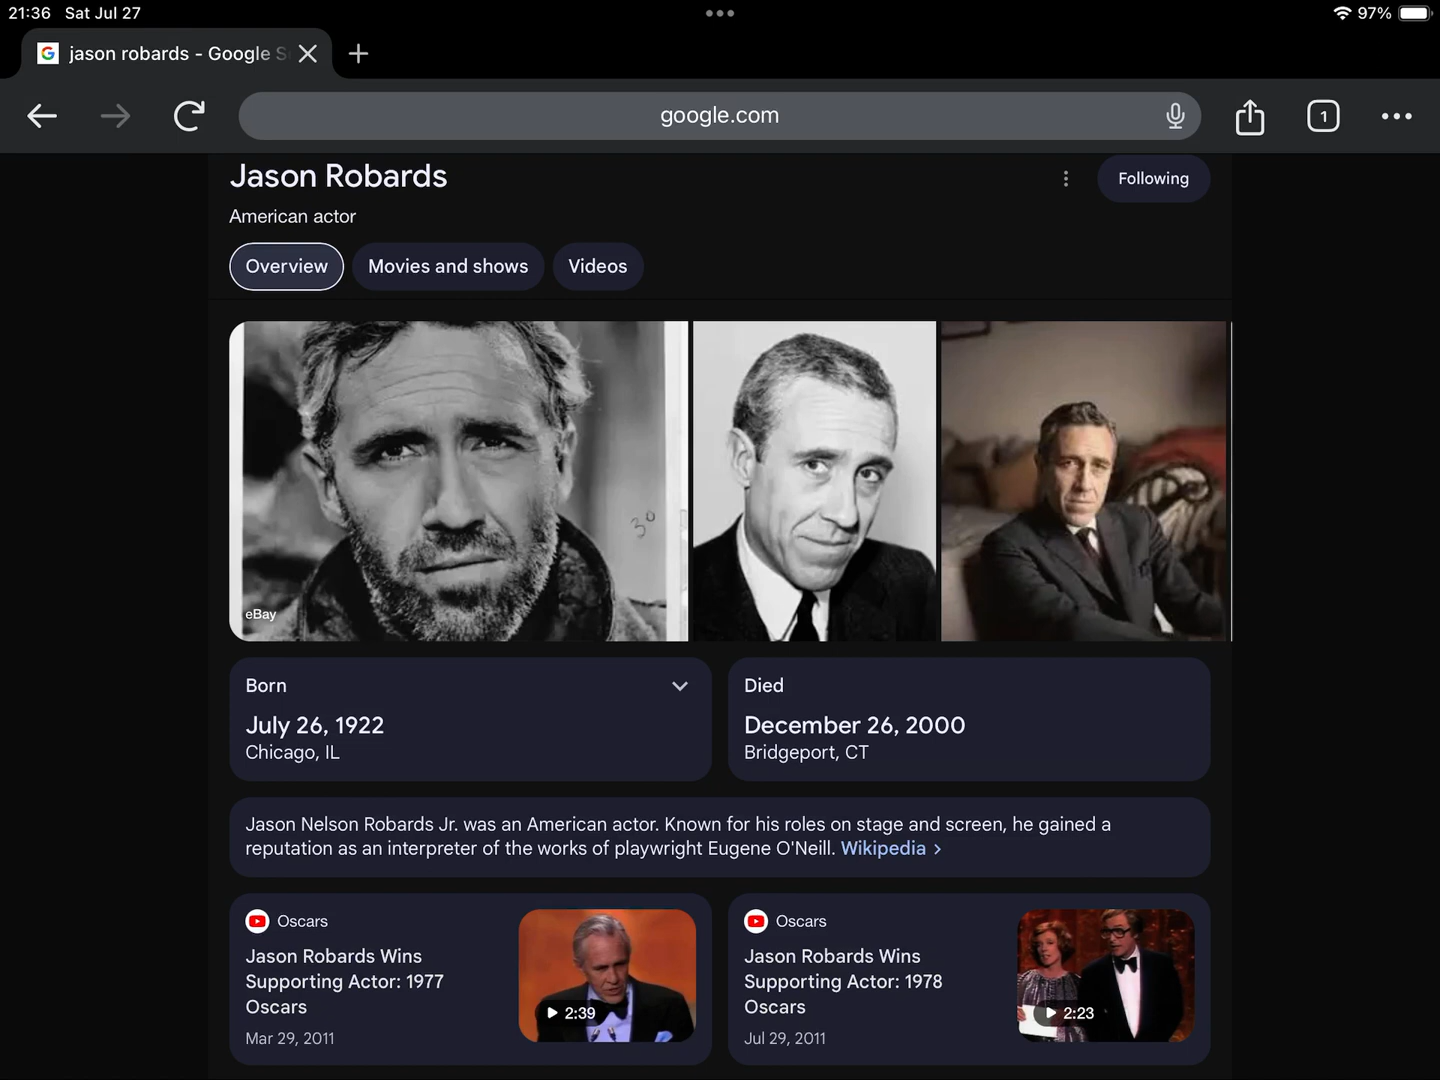 21:36 Sat Jul 27
97%
jason robards - Google S
google.com
1
Jason Robards
Following
American actor
Overview
Movies and shows
Videos
30
eBay
Born
July 26, 1922
Chicago, IL
Died
December 26, 2000
Bridgeport, CT
Jason Nelson Robards Jr. was an American actor. Known for his roles on stage and screen, he gained a
reputation as an interpreter of the works of playwright Eugene O'Neill. Wikipedia
Oscars
Jason Robards Wins
Supporting Actor: 1977
Oscars
Mar 29, 2011
2:39
Oscars
Jason Robards Wins
Supporting Actor: 1978
Oscars
Jul 29, 2011
2:23